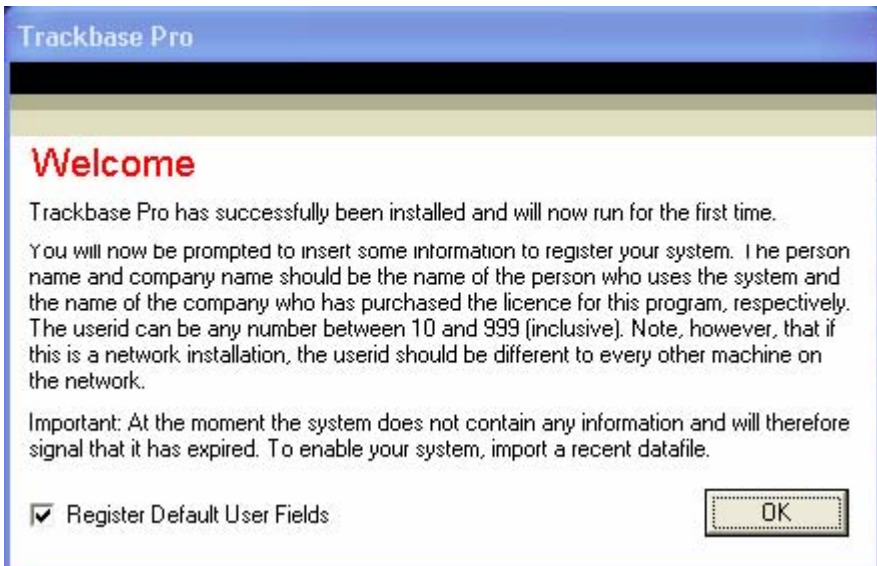 Trackbase Pro
Welcome
Trackbase Pro has successfully been installed and will now run for the first time.
You will now be prompted to insert some information to register your system. The person
name and company name should be the name of the person who uses the system and
the name of the company who has purchased the licence for this program, respectively.
The userid can be any number between 10 and 999 (inclusive). Note, however, that if
this is a network installation, the userid should be different to every other machine on
the network.
Important: At the moment the system does not contain any information and will therefore
signal that it has expired. To enable your system, import a recent datafile.
Register Default User Fields
OK